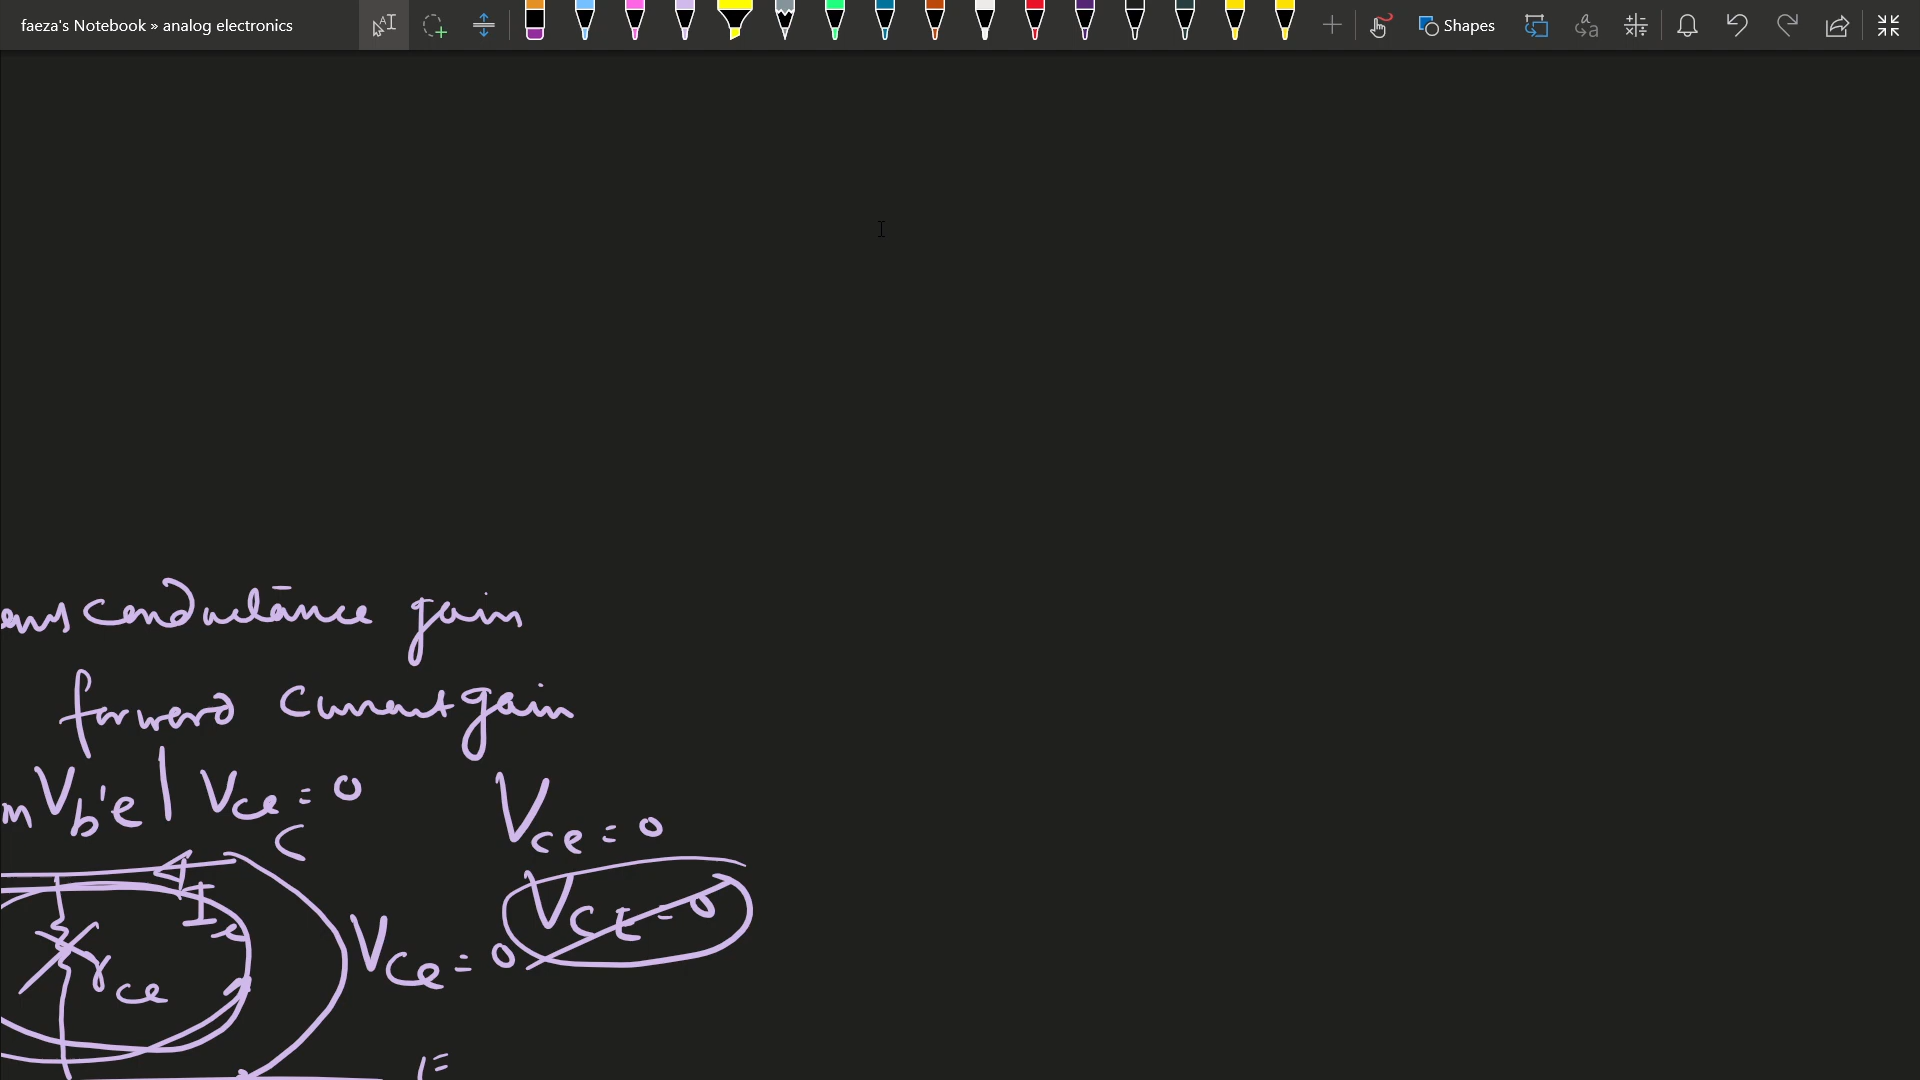 faeza's Notebook » analog electronics
Shapes
conductance gain
forward current gain
Vb'e | Vce = 0
Vce = 0
C
VCE = 0
Ie
Vce = 0
rce